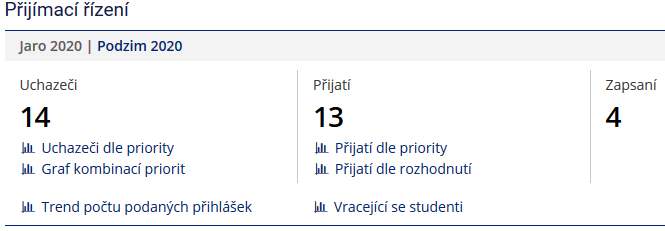 Přijímací řízení
Jaro 2020 | Podzim 2020
Uchazeči
14
Uchazeči dle priority
Graf kombinací priorit
Přijatí
13
Přijatí dle priority
Přijatí dle rozhodnutí
Zapsaní
4
Trend počtu podaných přihlášek
Vracející se studenti